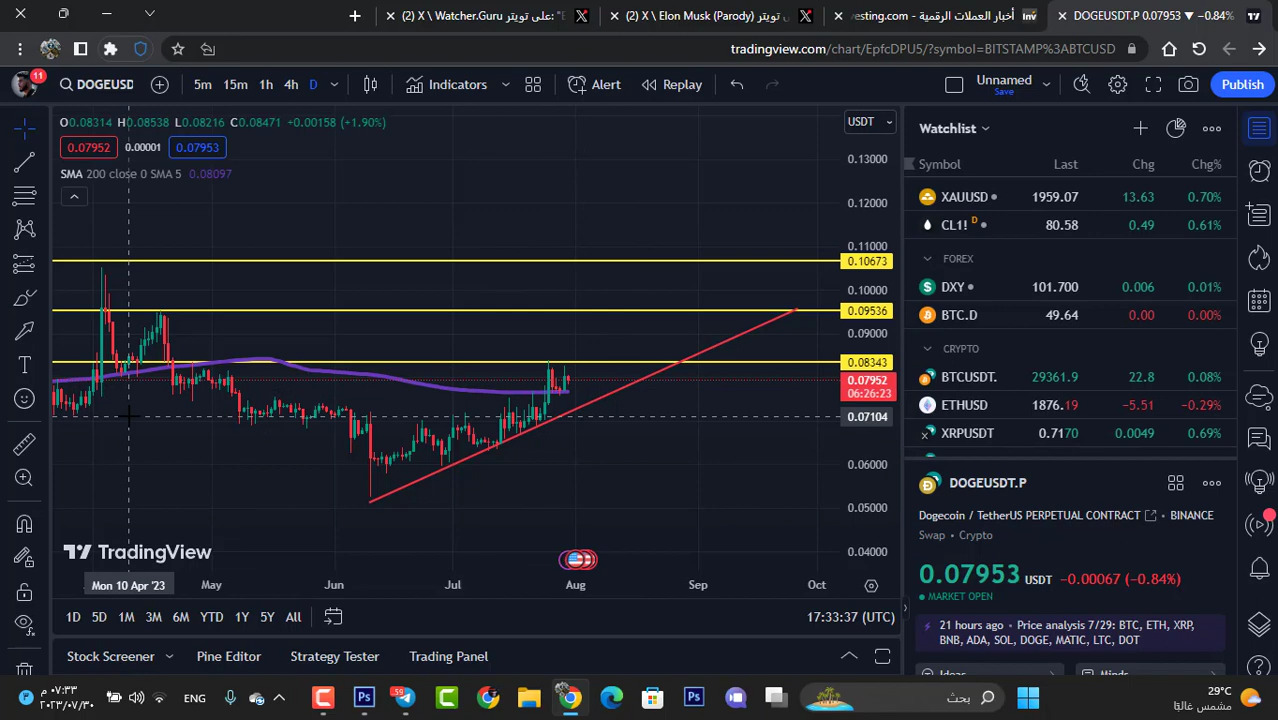 (2) X \ Watcher.Guru على تويتر: "E
(2) X \ Elon Musk (Parody) تويتر
أخبار العملات الرقمية - esting.com
Inv
DOGEUSDT.P 0.07953 ▼ −0.84%
tradingview.com/chart/EpfcDPU5/?symbol=BITSTAMP%3ABTCUSD
11
DOGEUSD
5m 15m 1h 4h D
Indicators
Alert
Replay
Unnamed
Save
Publish
O0.08314 H0.08538 L0.08216 C0.08471 +0.00158 (+1.90%)
0.07952 0.00001 0.07953
SMA 200 close 0 SMA 5 0.08097
USDT
0.13000
0.12000
0.11000
0.10673
0.10000
0.09536
0.09000
0.08343
0.07952
06:26:23
0.07104
0.06000
0.05000
0.04000
TradingView
Mon 10 Apr '23 May Jun Jul Aug Sep Oct
1D 5D 1M 3M 6M YTD 1Y 5Y All
17:33:37 (UTC)
Stock Screener Pine Editor Strategy Tester Trading Panel
Watchlist
Symbol Last Chg Chg%
XAUUSD 1959.07 13.63 0.70%
CL1! D 80.58 0.49 0.61%
FOREX
DXY 101.700 0.006 0.01%
BTC.D 49.64 0.00 0.00%
CRYPTO
BTCUSDT 29361.9 22.8 0.08%
ETHUSD 1876.19 −5.51 −0.29%
XRPUSDT 0.7170 0.0049 0.69%
DOGEUSDT.P
Dogecoin / TetherUS PERPETUAL CONTRACT BINANCE
Swap • Crypto
0.07953 USDT −0.00067 (−0.84%)
MARKET OPEN
21 hours ago • Price analysis 7/29: BTC, ETH, XRP,
BNB, ADA, SOL, DOGE, MATIC, LTC, DOT
Ideas Minds
٠٧:٣٣ م
٢٠٢٣/٠٧/٣٠
ENG
59
بحث
29°C
مشمس غالبًا